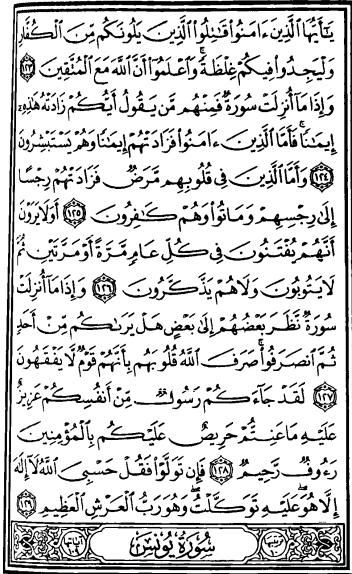 يَٰٓأَيُّهَا ٱلَّذِينَ ءَامَنُوا۟ قَٰتِلُوا۟ ٱلَّذِينَ يَلُونَكُم مِّنَ ٱلْكُفَّارِ
وَلْيَجِدُوا۟ فِيكُمْ غِلْظَةً ۚ وَٱعْلَمُوٓا۟ أَنَّ ٱللَّهَ مَعَ ٱلْمُتَّقِينَ ١٢٣
وَإِذَا مَآ أُنزِلَتْ سُورَةٌ فَمِنْهُم مَّن يَقُولُ أَيُّكُمْ زَادَتْهُ هَٰذِهِۦٓ
إِيمَٰنًا ۚ فَأَمَّا ٱلَّذِينَ ءَامَنُوا۟ فَزَادَتْهُمْ إِيمَٰنًا وَهُمْ يَسْتَبْشِرُونَ
١٢٤ وَأَمَّا ٱلَّذِينَ فِى قُلُوبِهِم مَّرَضٌ فَزَادَتْهُمْ رِجْسًا
إِلَىٰ رِجْسِهِمْ وَمَاتُوا۟ وَهُمْ كَٰفِرُونَ ١٢٥ أَوَلَا يَرَوْنَ
أَنَّهُمْ يُفْتَنُونَ فِى كُلِّ عَامٍ مَّرَّةً أَوْ مَرَّتَيْنِ ثُمَّ
لَا يَتُوبُونَ وَلَا هُمْ يَذَّكَّرُونَ ١٢٦ وَإِذَا مَآ أُنزِلَتْ
سُورَةٌ نَّظَرَ بَعْضُهُمْ إِلَىٰ بَعْضٍ هَلْ يَرَىٰكُم مِّنْ أَحَدٍ
ثُمَّ ٱنصَرَفُوا۟ ۚ صَرَفَ ٱللَّهُ قُلُوبَهُم بِأَنَّهُمْ قَوْمٌ لَّا يَفْقَهُونَ
١٢٧ لَقَدْ جَآءَكُمْ رَسُولٌ مِّنْ أَنفُسِكُمْ عَزِيزٌ
عَلَيْهِ مَا عَنِتُّمْ حَرِيصٌ عَلَيْكُم بِٱلْمُؤْمِنِينَ
رَءُوفٌ رَّحِيمٌ ١٢٨ فَإِن تَوَلَّوْا۟ فَقُلْ حَسْبِىَ ٱللَّهُ لَآ إِلَٰهَ
إِلَّا هُوَ ۖ عَلَيْهِ تَوَكَّلْتُ ۖ وَهُوَ رَبُّ ٱلْعَرْشِ ٱلْعَظِيمِ ١٢٩
سُورَةُ يُونُسَ